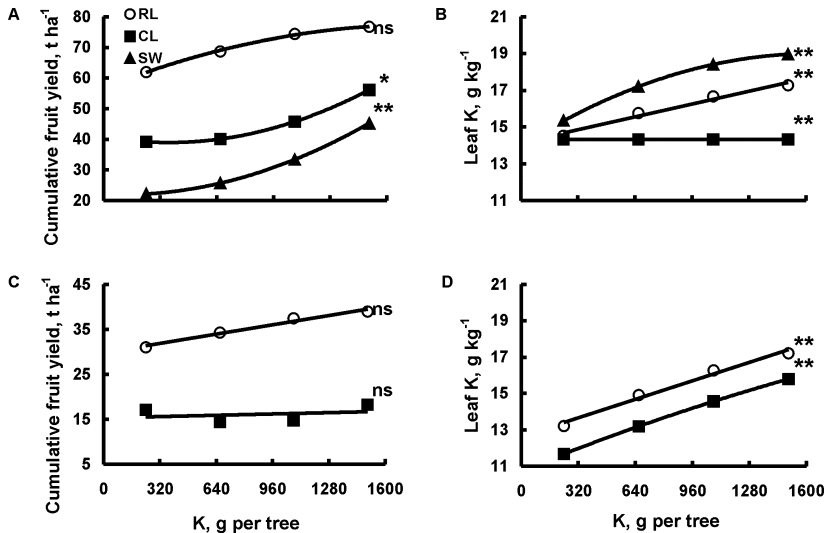 A
Cumulative fruit yield, t ha-1
80
70
60
50
40
30
20
RL
CL
SW
ns
*
**
B
Leaf K, g kg-1
21
19
17
15
13
11
**
**
**
C
Cumulative fruit yield, t ha-1
45
35
25
15
5
ns
ns
0 320 640 960 1280 1600
K, g per tree
D
Leaf K, g kg-1
21
19
17
15
13
11
**
**
0 320 640 960 1280 1600
K, g per tree